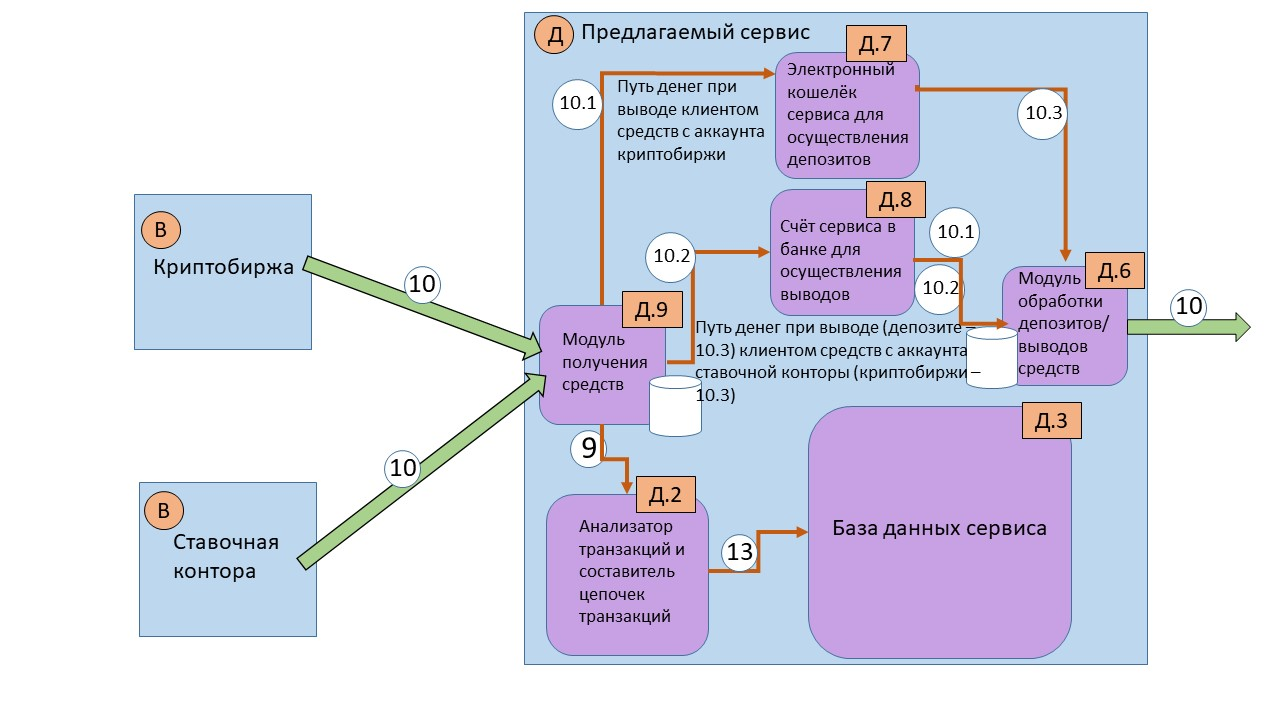 Д
Предлагаемый сервис
Д.7
Электронный
кошелёк
сервиса для
осуществления
депозитов
10.1
Путь денег при
выводе клиентом
средств с аккаунта
криптобиржи
10.3
Д.8
Счёт сервиса в
банке для
осуществления
выводов
10.1
10.2
10.2
В
Криптобиржа
10
Д.9
Модуль
получения
средств
Д.6
Модуль
обработки
депозитов/
выводов
средств
10
Путь денег при выводе (депозите –
10.3) клиентом средств с аккаунта
ставочной конторы (криптобиржи –
10.3)
10
9
В
Ставочная
контора
Д.2
Анализатор
транзакций и
составитель
цепочек
транзакций
13
Д.3
База данных сервиса